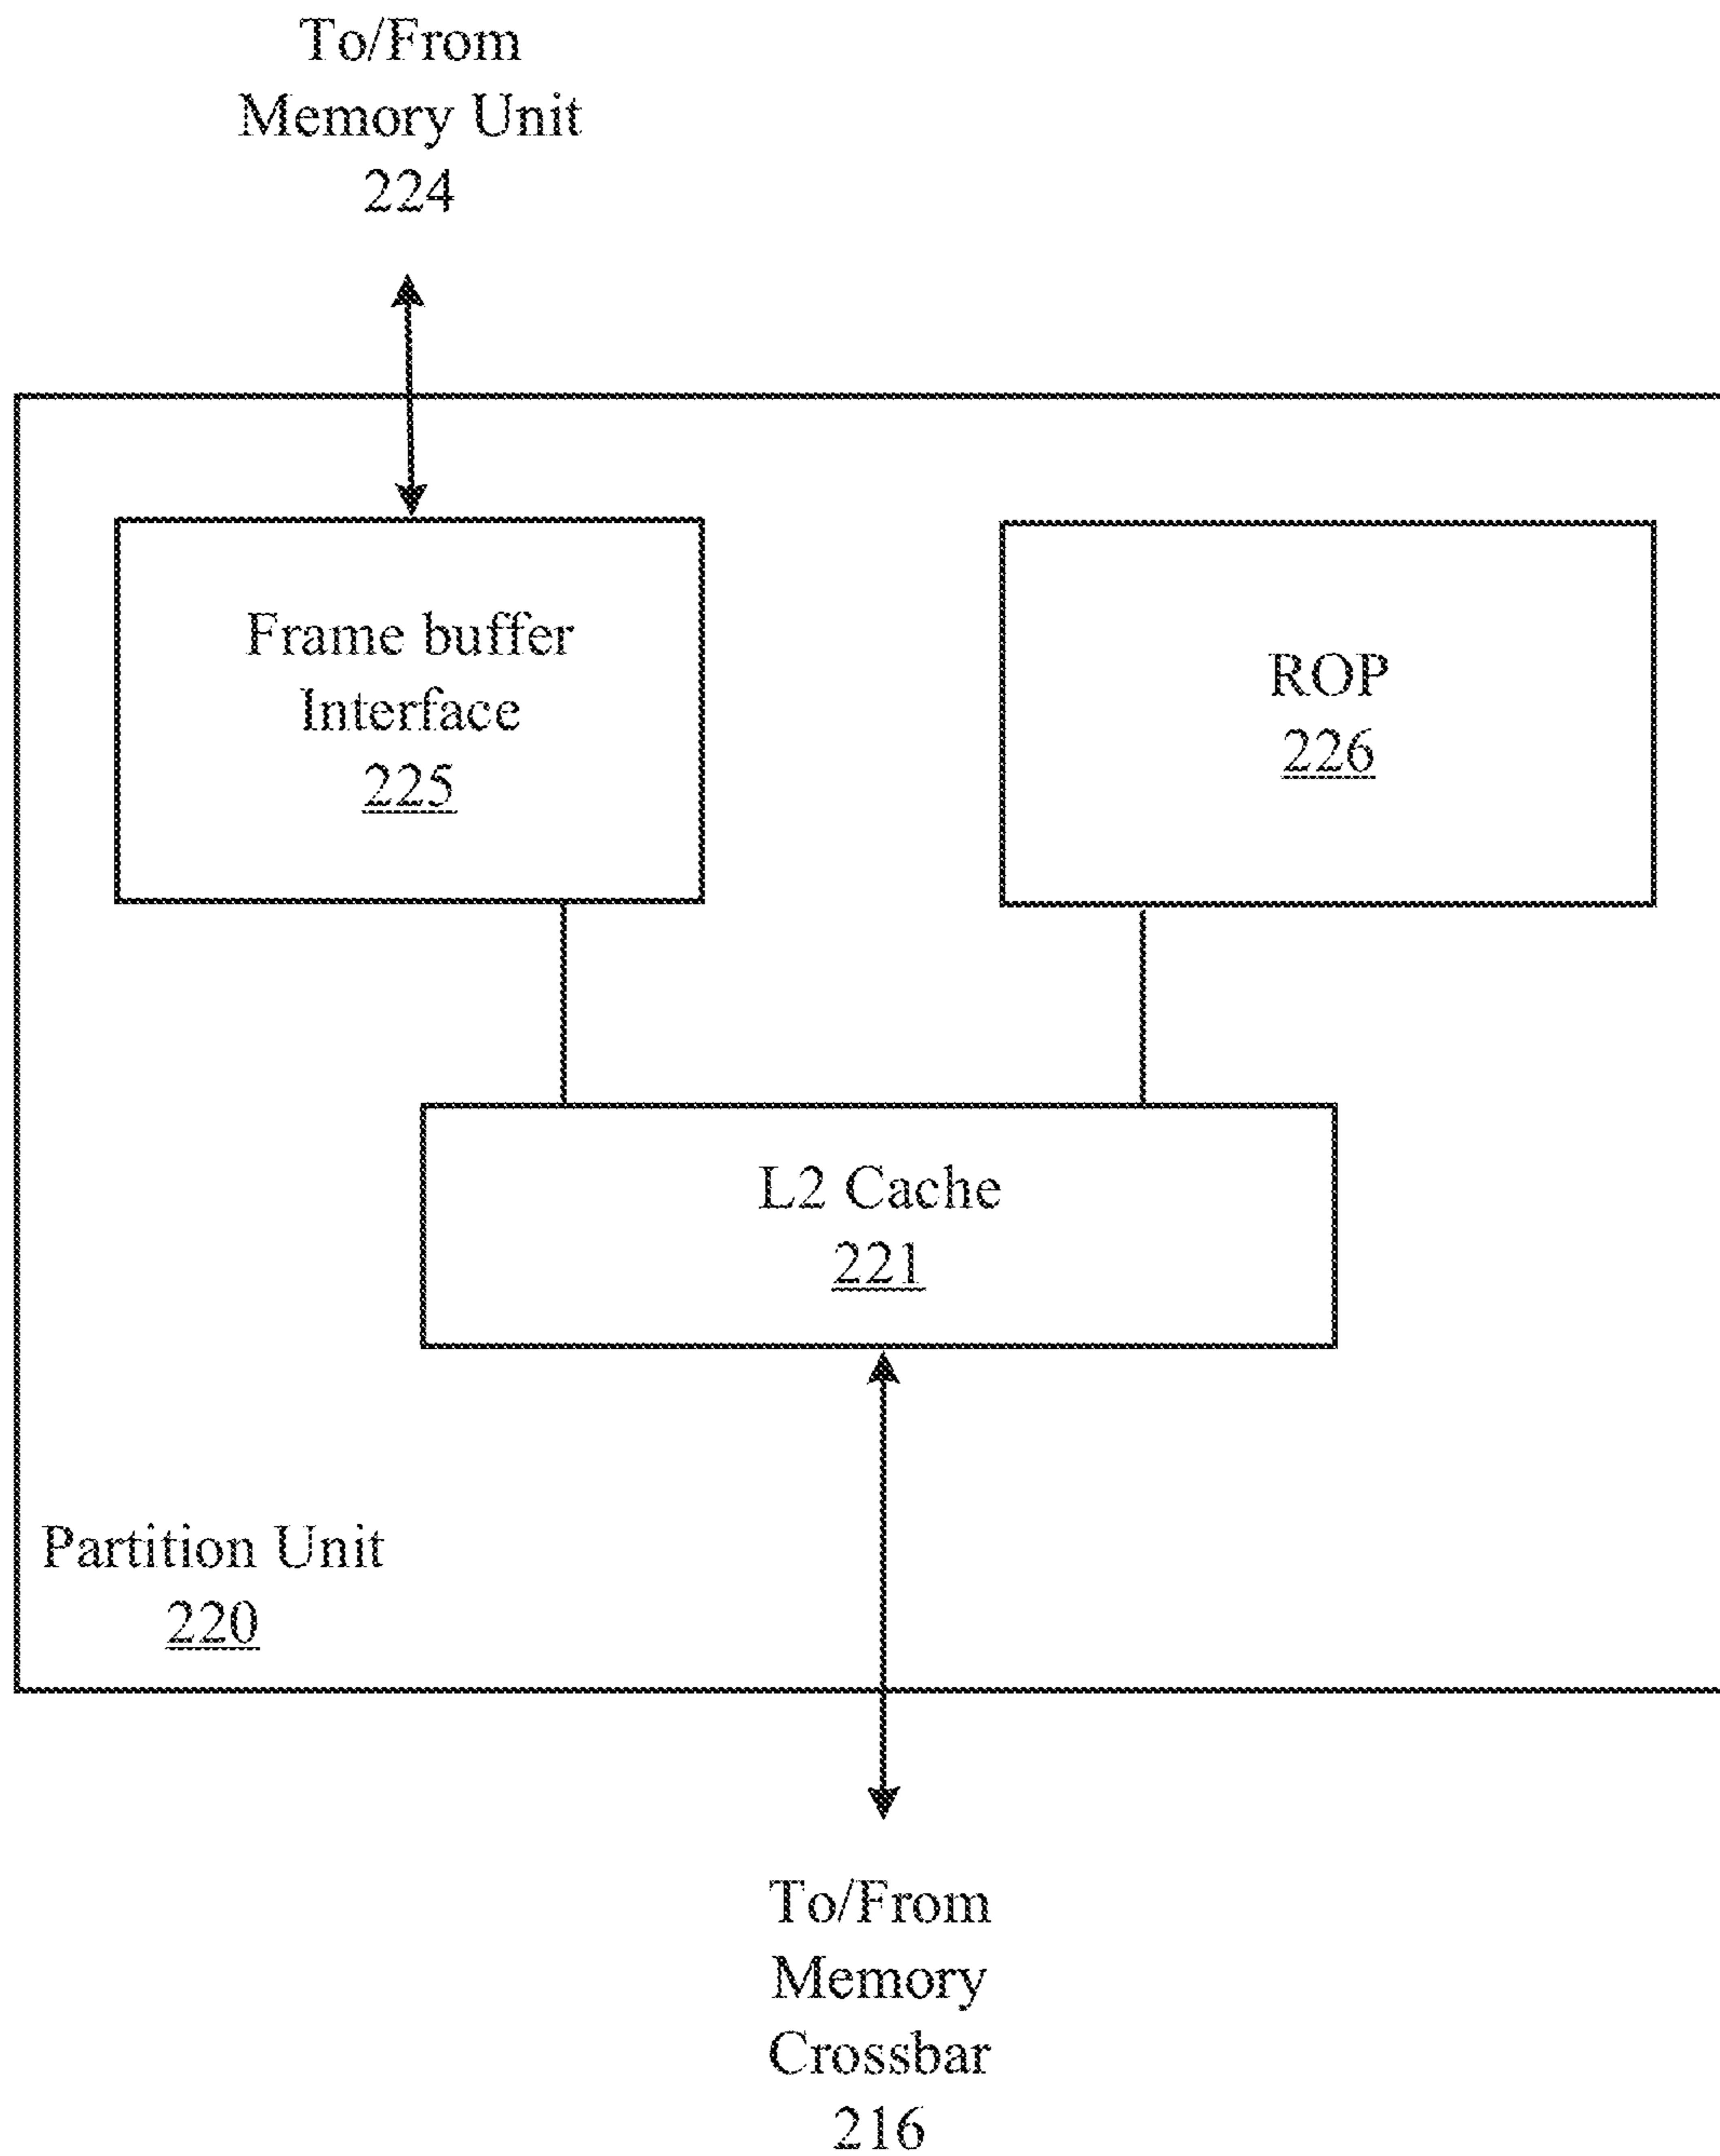 To/From
Memory Unit
224
Frame buffer
Interface
225
ROP
226
L2 Cache
221
Partition Unit
220
To/From
Memory
Crossbar
216